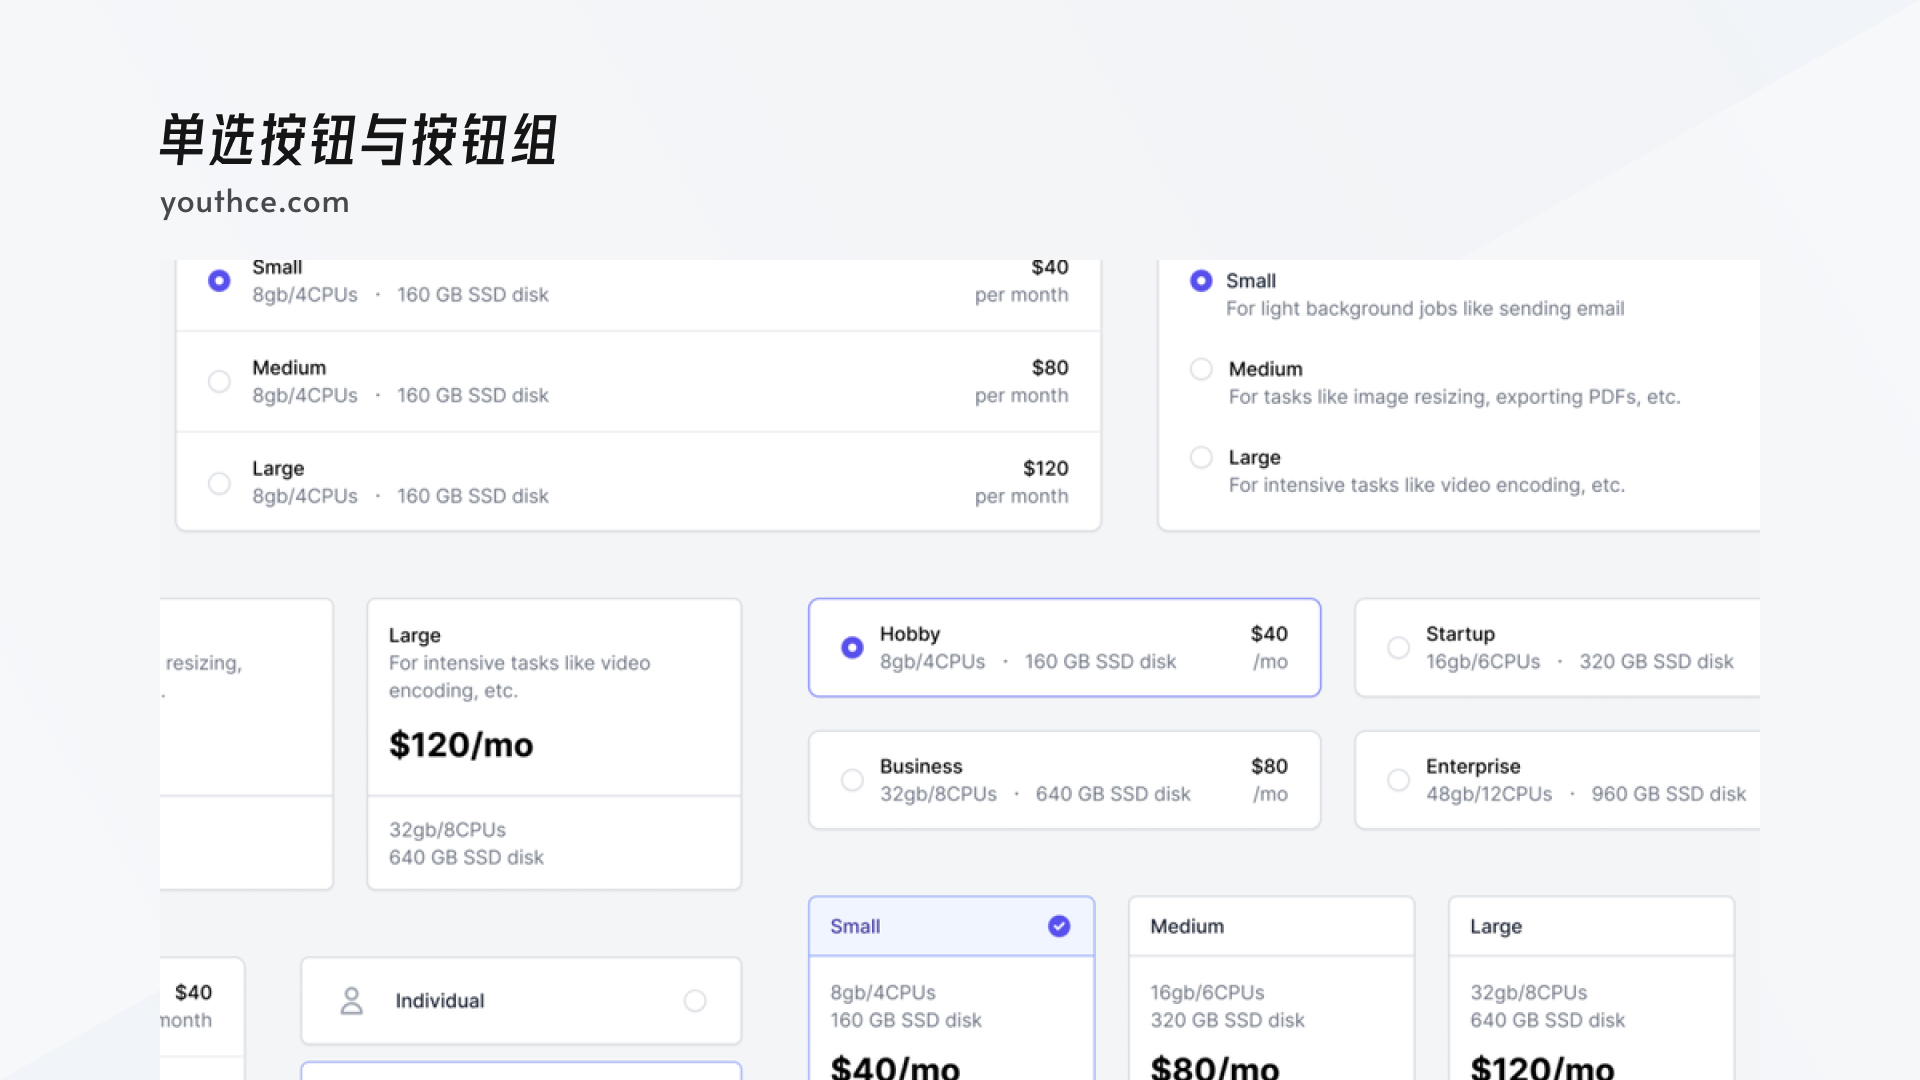 单选按钮与按钮组
youthce.com
Small
8gb/4CPUs · 160 GB SSD disk
$40
per month
Medium
8gb/4CPUs · 160 GB SSD disk
$80
per month
Large
8gb/4CPUs · 160 GB SSD disk
$120
per month
Small
For light background jobs like sending email
Medium
For tasks like image resizing, exporting PDFs, etc.
Large
For intensive tasks like video encoding, etc.
resizing,
.
Large
For intensive tasks like video
encoding, etc.
$120/mo
32gb/8CPUs
640 GB SSD disk
Hobby
8gb/4CPUs · 160 GB SSD disk
$40
/mo
Startup
16gb/6CPUs · 320 GB SSD disk
Business
32gb/8CPUs · 640 GB SSD disk
$80
/mo
Enterprise
48gb/12CPUs · 960 GB SSD disk
$40
month
Individual
Small
8gb/4CPUs
160 GB SSD disk
$40/mo
Medium
16gb/6CPUs
320 GB SSD disk
$80/mo
Large
32gb/8CPUs
640 GB SSD disk
$120/mo